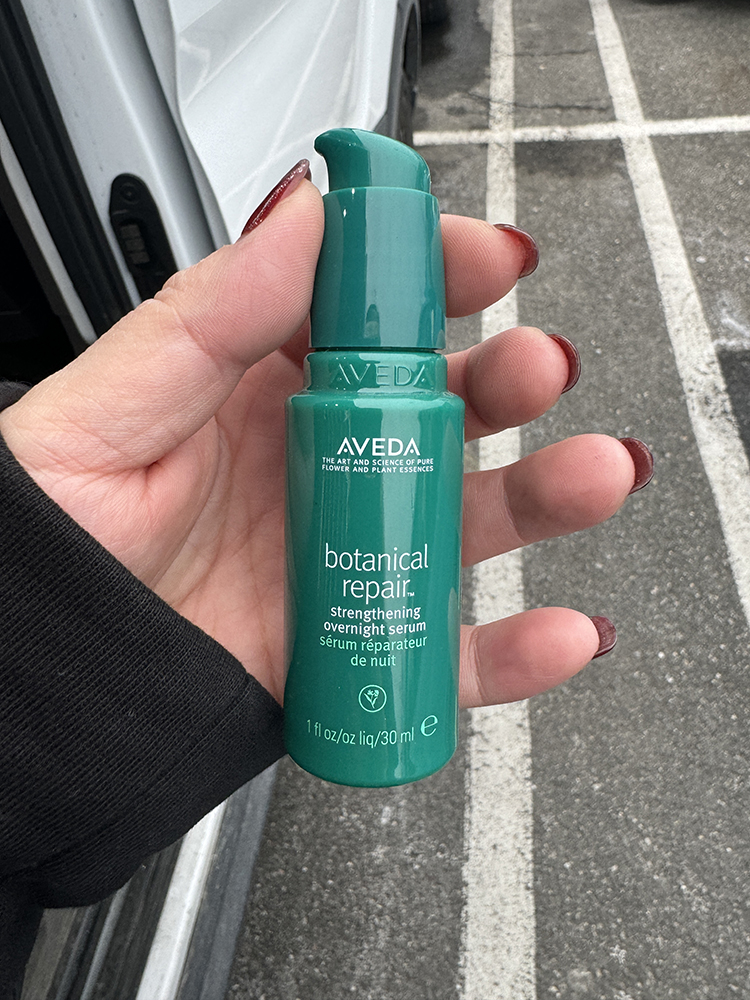 AVEDA
AVEDA
THE ART AND SCIENCE OF PURE
FLOWER AND PLANT ESSENCES
botanical
repair™
strengthening
overnight serum
sérum réparateur
de nuit
1 fl oz/oz liq/30 ml ℮